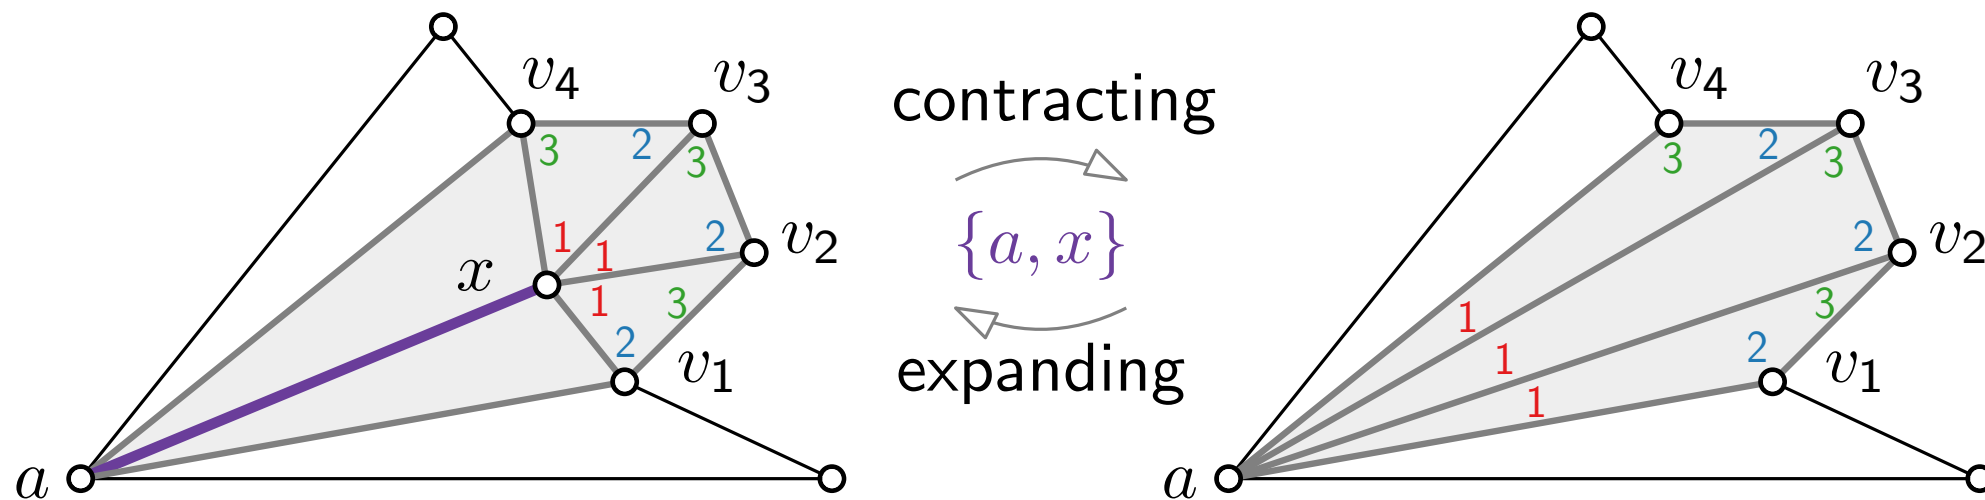 v4 v3
3 2 3
1 1 2 v2
x 1 3
2 v1
a
contracting
{a, x}
expanding
v4 v3
3 2 3
2 v2
1 3
1 2 v1
1
a